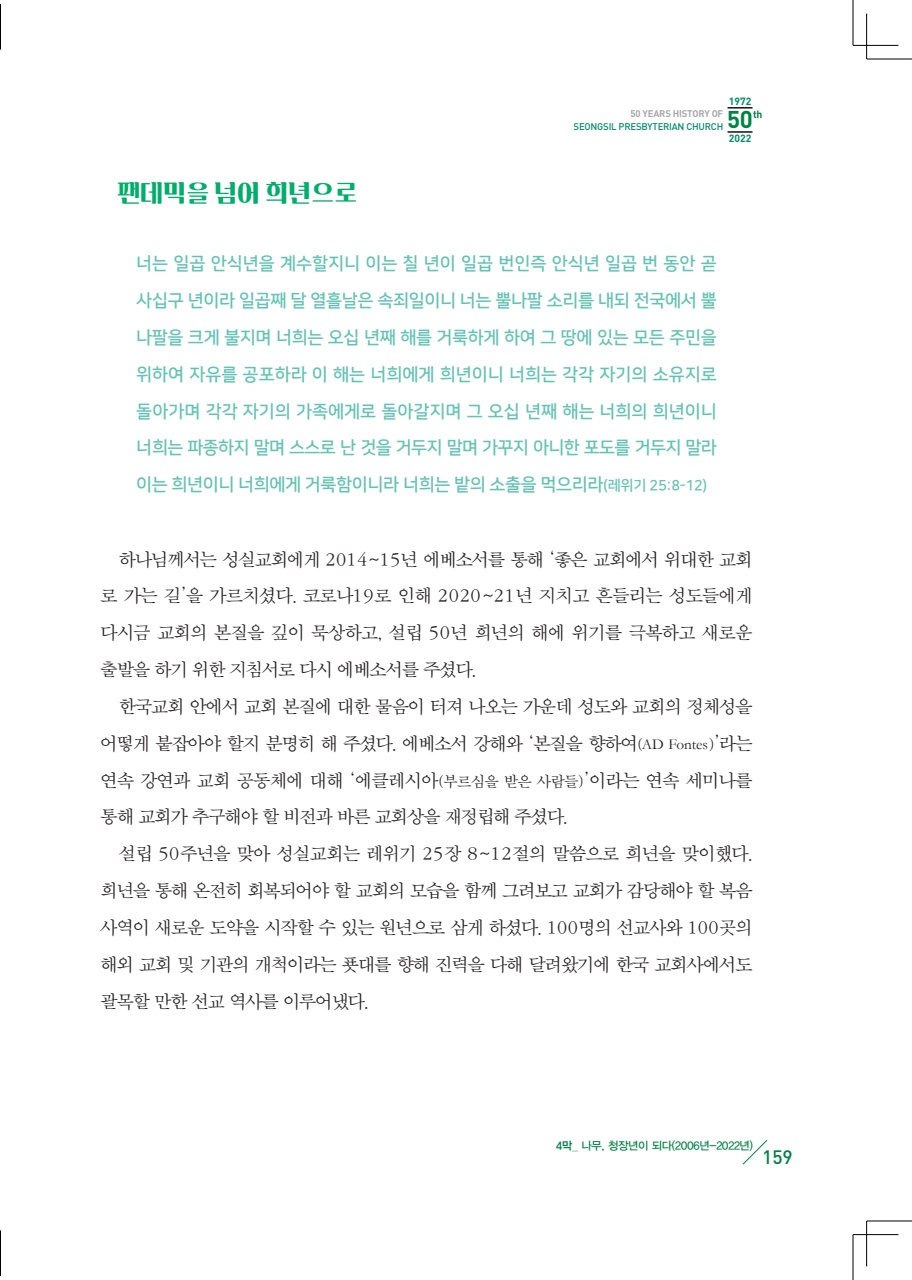 1972
50 YEARS HISTORY OF
50th
SEONGSIL PRESBYTERIAN CHURCH
2022
팬데믹을 넘어 희년으로
너는 일곱 안식년을 계수할지니 이는 칠 년이 일곱 번인즉 안식년 일곱 번 동안 곧
사십구 년이라 일곱째 달 열흘날은 속죄일이니 너는 뿔나팔 소리를 내되 전국에서 뿔
나팔을 크게 불지며 너희는 오십 년째 해를 거룩하게 하여 그 땅에 있는 모든 주민을
위하여 자유를 공포하라 이 해는 너희에게 희년이니 너희는 각각 자기의 소유지로
돌아가며 각각 자기의 가족에게로 돌아갈지며 그 오십 년째 해는 너희의 희년이니
너희는 파종하지 말며 스스로 난 것을 거두지 말며 가꾸지 아니한 포도를 거두지 말라
이는 희년이니 너희에게 거룩함이니라 너희는 밭의 소출을 먹으리라(레위기 25:8-12)
하나님께서는 성실교회에게 2014~15년 에베소서를 통해 ‘좋은 교회에서 위대한 교회
로 가는 길’을 가르치셨다. 코로나19로 인해 2020~21년 지치고 흔들리는 성도들에게
다시금 교회의 본질을 깊이 묵상하고, 설립 50년 희년의 해에 위기를 극복하고 새로운
출발을 하기 위한 지침서로 다시 에베소서를 주셨다.
한국교회 안에서 교회 본질에 대한 물음이 터져 나오는 가운데 성도와 교회의 정체성을
어떻게 붙잡아야 할지 분명히 해 주셨다. 에베소서 강해와 ‘본질을 향하여(AD Fontes)’라는
연속 강연과 교회 공동체에 대해 ‘에클레시아(부르심을 받은 사람들)’이라는 연속 세미나를
통해 교회가 추구해야 할 비전과 바른 교회상을 재정립해 주셨다.
설립 50주년을 맞아 성실교회는 레위기 25장 8~12절의 말씀으로 희년을 맞이했다.
희년을 통해 온전히 회복되어야 할 교회의 모습을 함께 그려보고 교회가 감당해야 할 복음
사역이 새로운 도약을 시작할 수 있는 원년으로 삼게 하셨다. 100명의 선교사와 100곳의
해외 교회 및 기관의 개척이라는 푯대를 향해 진력을 다해 달려왔기에 한국 교회사에서도
괄목할 만한 선교 역사를 이루어냈다.
4막_ 나무, 청장년이 되다(2006년-2022년)
159